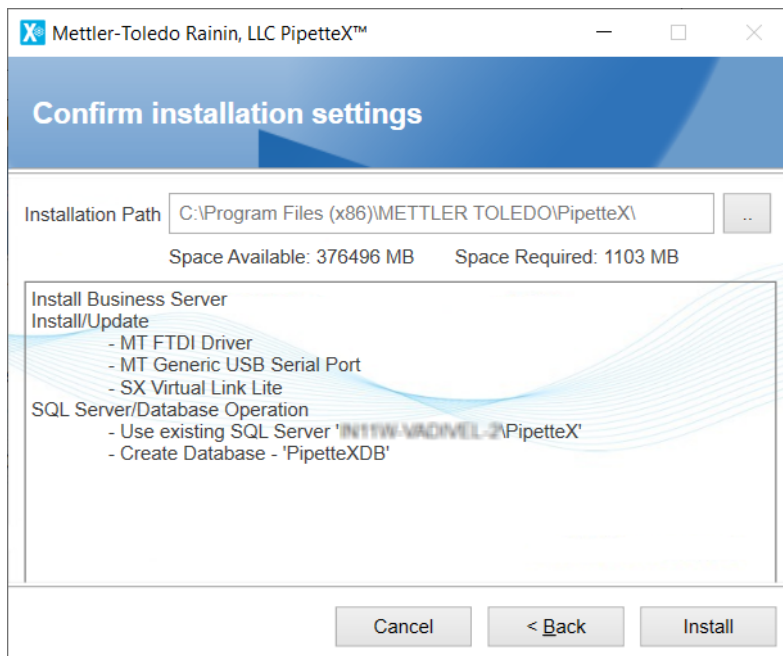 Mettler-Toledo Rainin, LLC PipetteX™
Confirm installation settings
Installation Path C:\Program Files (x86)\METTLER TOLEDO\PipetteX\ ..
Space Available: 376496 MB Space Required: 1103 MB
Install Business Server
Install/Update
- MT FTDI Driver
- MT Generic USB Serial Port
- SX Virtual Link Lite
SQL Server/Database Operation
- Use existing SQL Server '\PipetteX'
- Create Database - 'PipetteXDB'
Cancel < Back Install